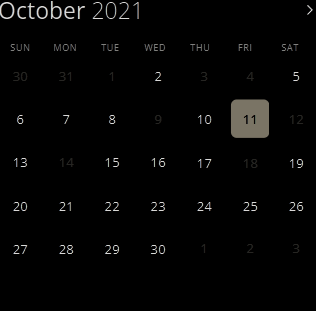 October 2021
SUN MON TUE WED THU FRI SAT
30 31 1 2 3 4 5
6 7 8 9 10 11 12
13 14 15 16 17 18 19
20 21 22 23 24 25 26
27 28 29 30 1 2 3